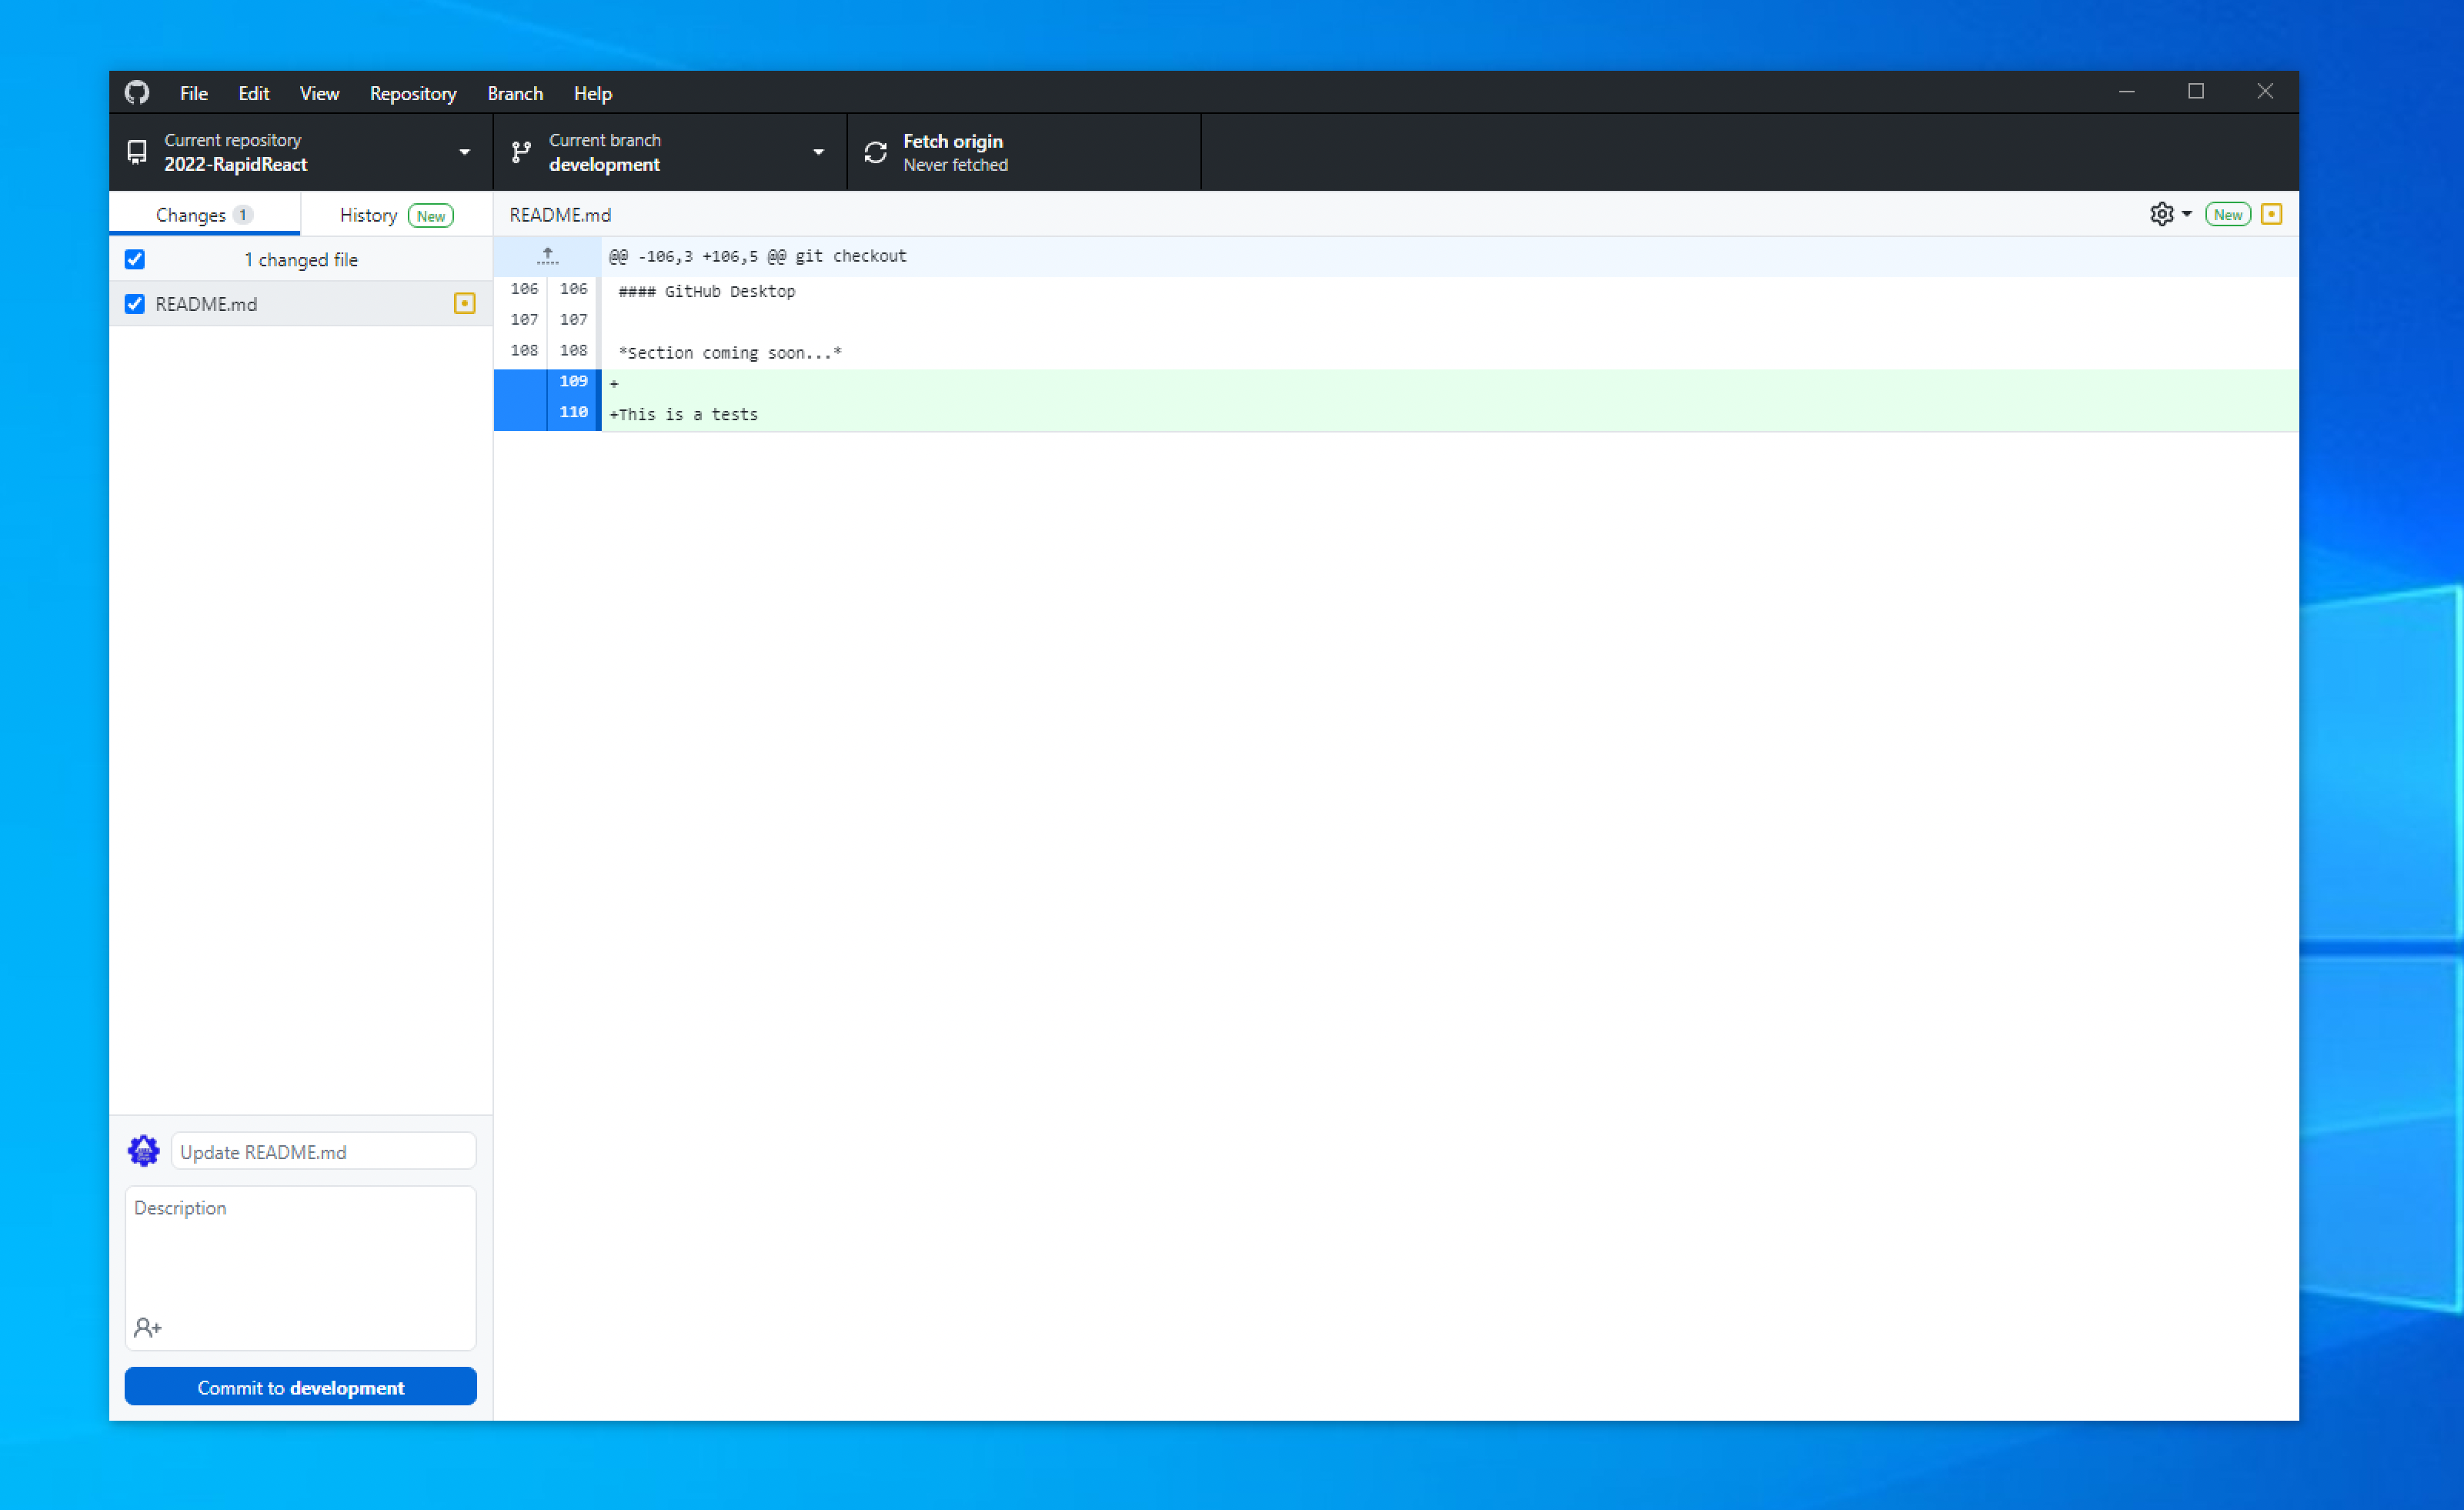 File Edit View Repository Branch Help
Current repository
2022-RapidReact
Current branch
development
Fetch origin
Never fetched
Changes 1
History New
README.md
New
1 changed file
README.md
@@ -106,3 +106,5 @@ git checkout
106 106 #### GitHub Desktop
107 107
108 108 *Section coming soon...*
109 +
110 +This is a tests
Update README.md
Description
Commit to development